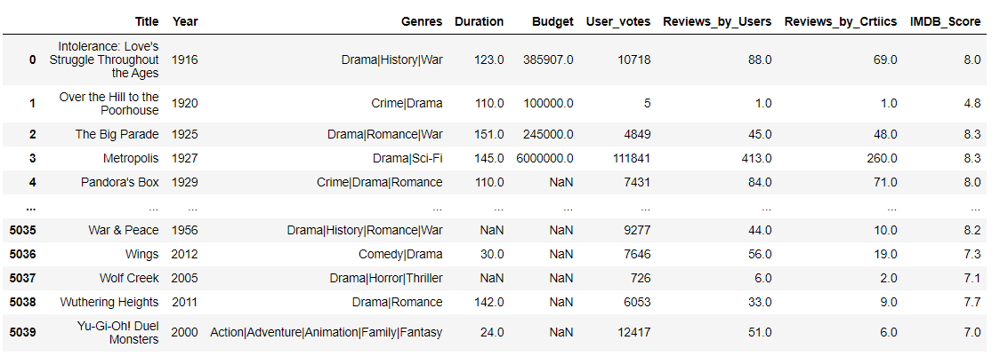 Title Year Genres Duration Budget User_votes Reviews_by_Users Reviews_by_Crtiics IMDB_Score
0 Intolerance: Love's Struggle Throughout the Ages 1916 Drama|History|War 123.0 385907.0 10718 88.0 69.0 8.0
1 Over the Hill to the Poorhouse 1920 Crime|Drama 110.0 100000.0 5 1.0 1.0 4.8
2 The Big Parade 1925 Drama|Romance|War 151.0 245000.0 4849 45.0 48.0 8.3
3 Metropolis 1927 Drama|Sci-Fi 145.0 6000000.0 111841 413.0 260.0 8.3
4 Pandora's Box 1929 Crime|Drama|Romance 110.0 NaN 7431 84.0 71.0 8.0
... ... ... ... ... ... ... ... ... ...
5035 War & Peace 1956 Drama|History|Romance|War NaN NaN 9277 44.0 10.0 8.2
5036 Wings 2012 Comedy|Drama 30.0 NaN 7646 56.0 19.0 7.3
5037 Wolf Creek 2005 Drama|Horror|Thriller NaN NaN 726 6.0 2.0 7.1
5038 Wuthering Heights 2011 Drama|Romance 142.0 NaN 6053 33.0 9.0 7.7
5039 Yu-Gi-Oh! Duel Monsters 2000 Action|Adventure|Animation|Family|Fantasy 24.0 NaN 12417 51.0 6.0 7.0